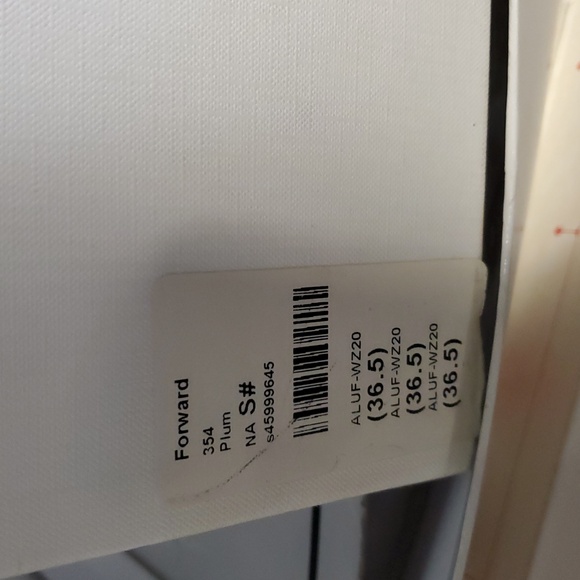 Forward
354
Plum
NA S#
s45999645
ALUF-WZ20
(36.5)
ALUF-WZ20
(36.5)
ALUF-WZ20
(36.5)